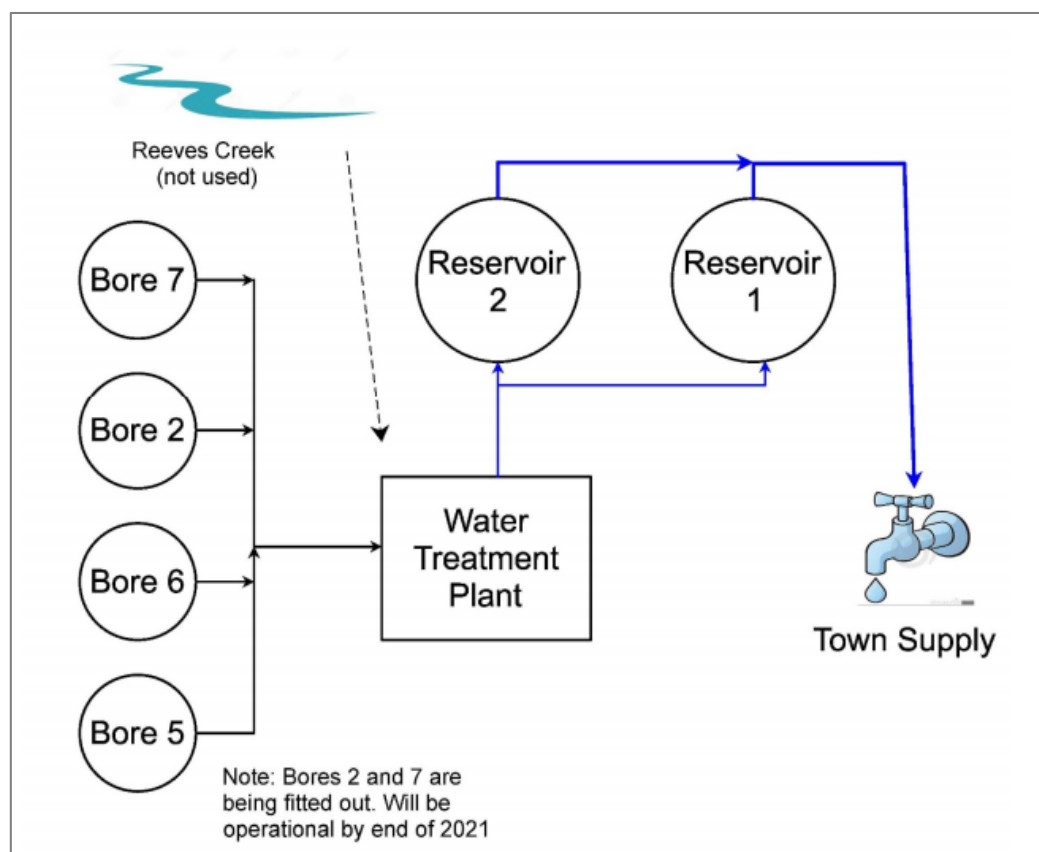 Reeves Creek
(not used)
Bore 7
Reservoir
2
Reservoir
1
Bore 2
Water
Treatment
Plant
Bore 6
Town Supply
Bore 5
Note: Bores 2 and 7 are
being fitted out. Will be
operational by end of 2021